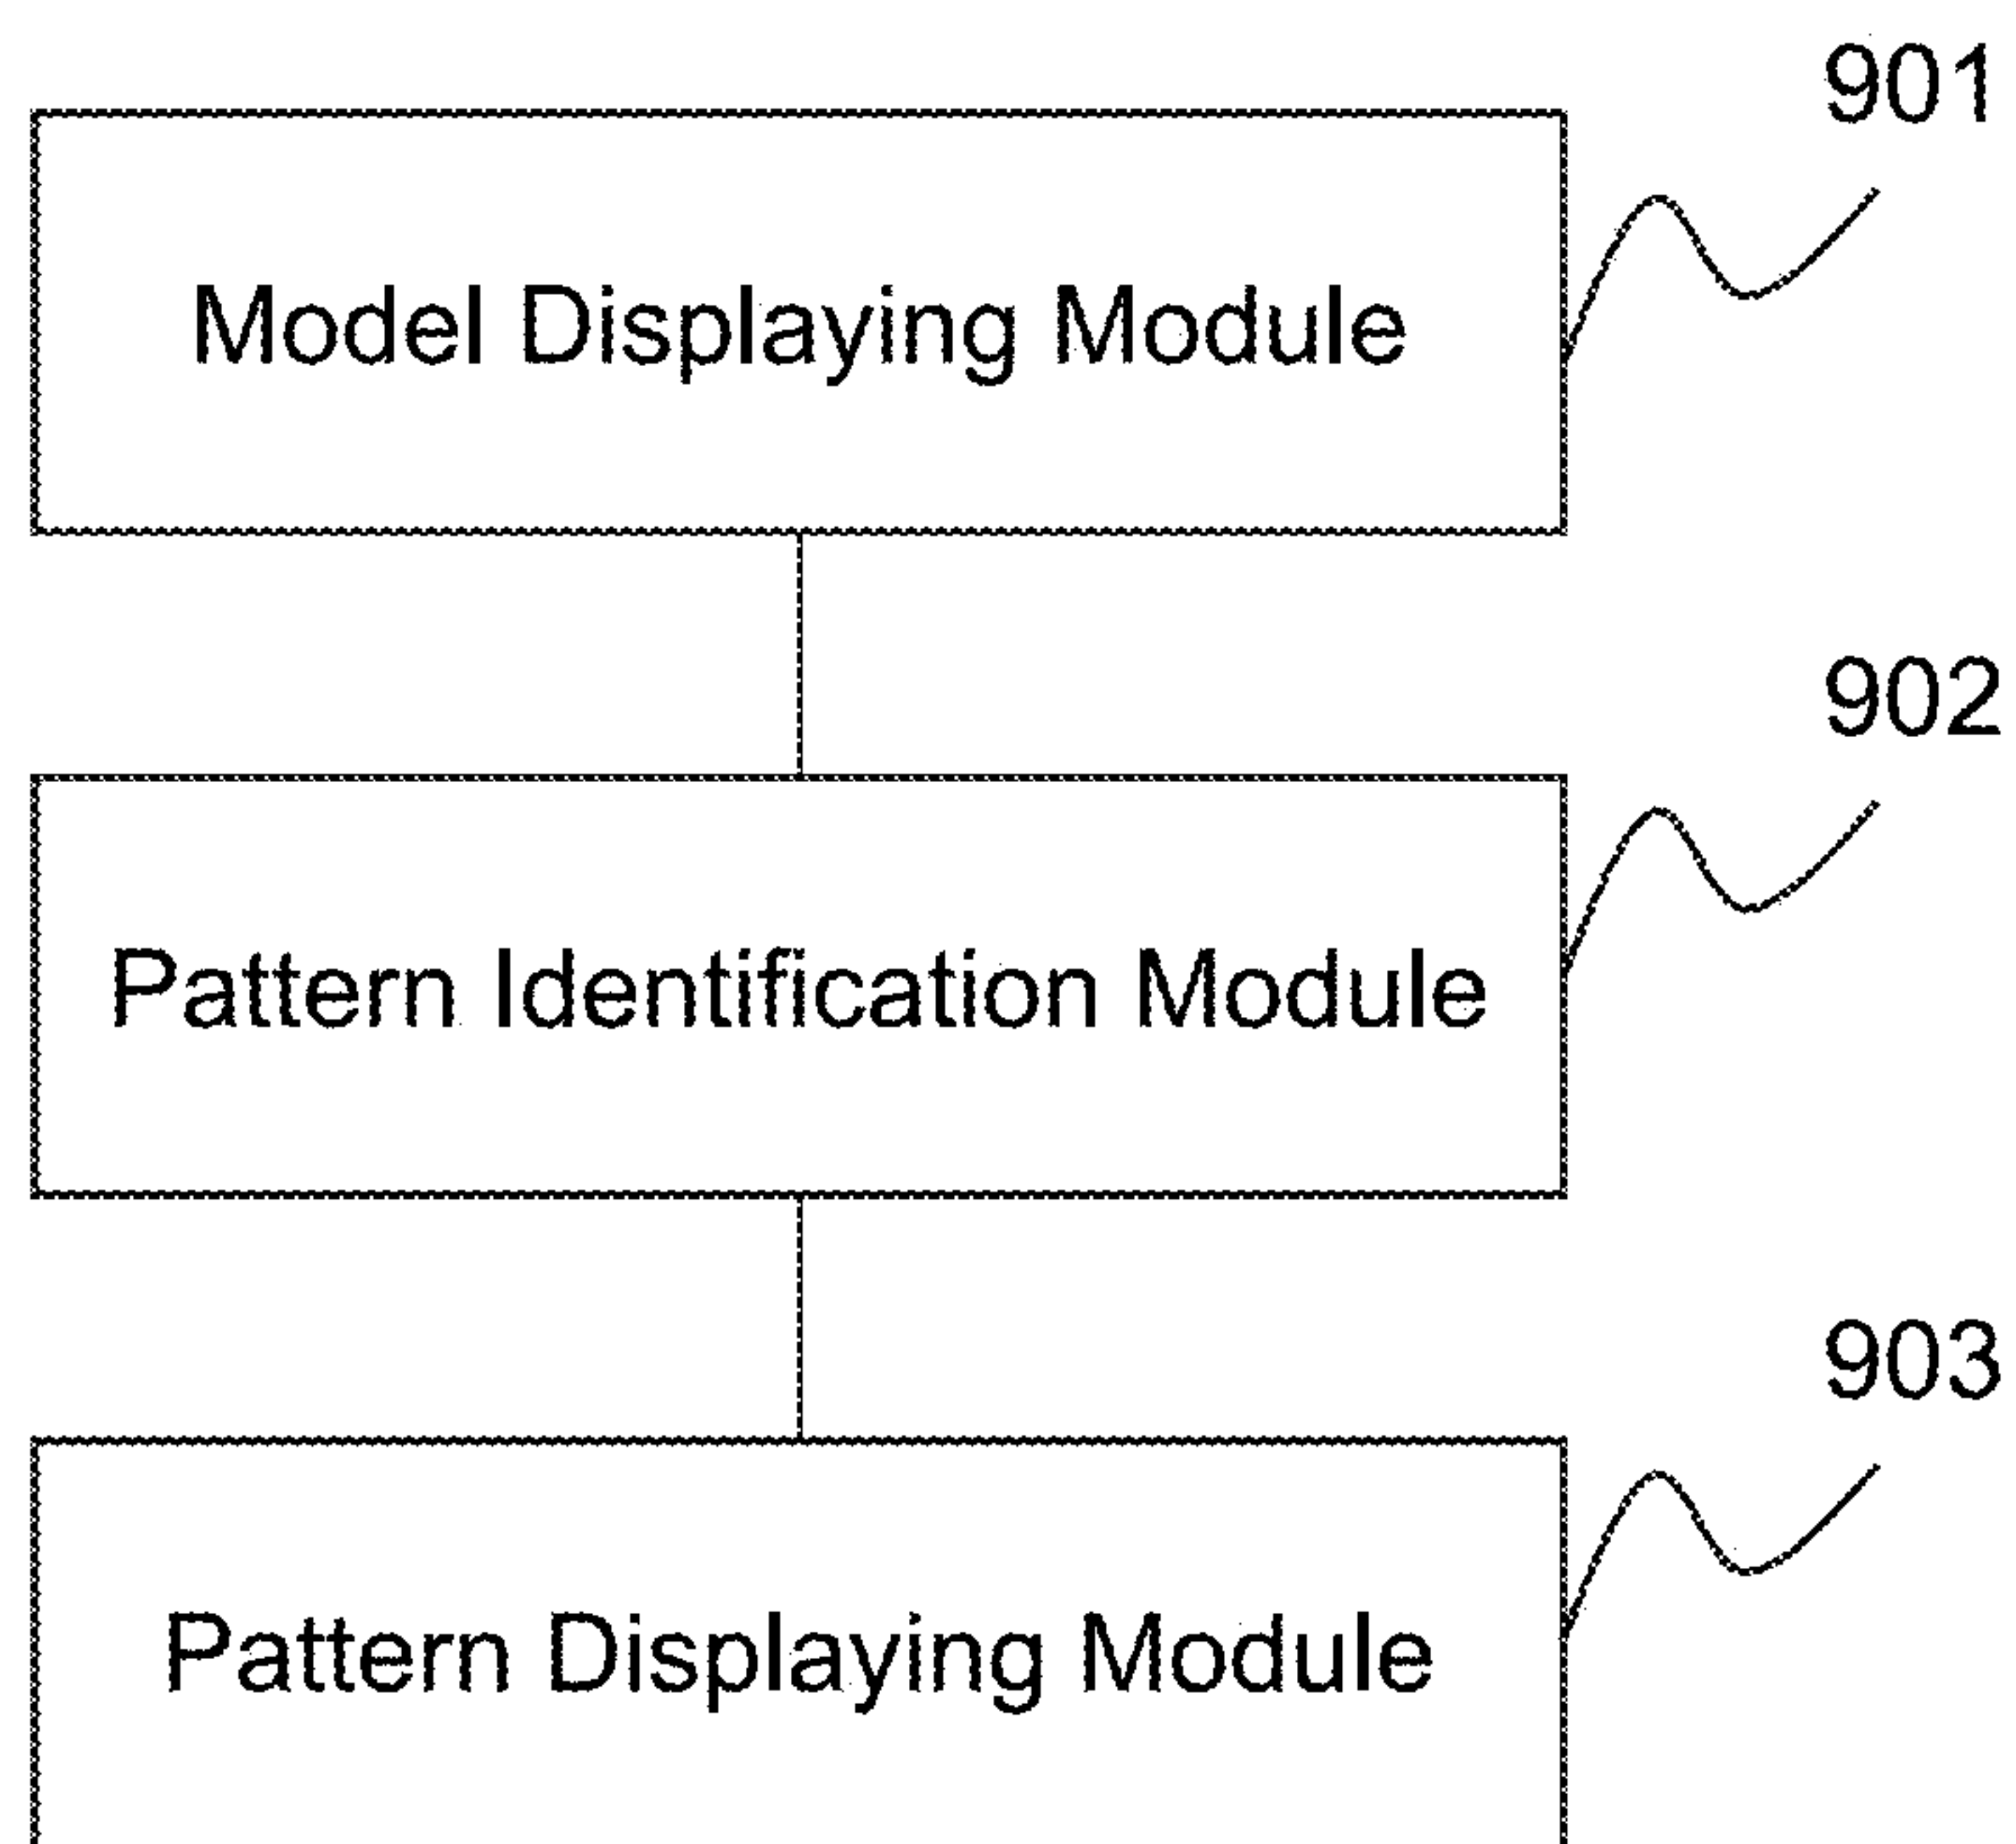 901
Model Displaying Module
902
Pattern Identification Module
903
Pattern Displaying Module